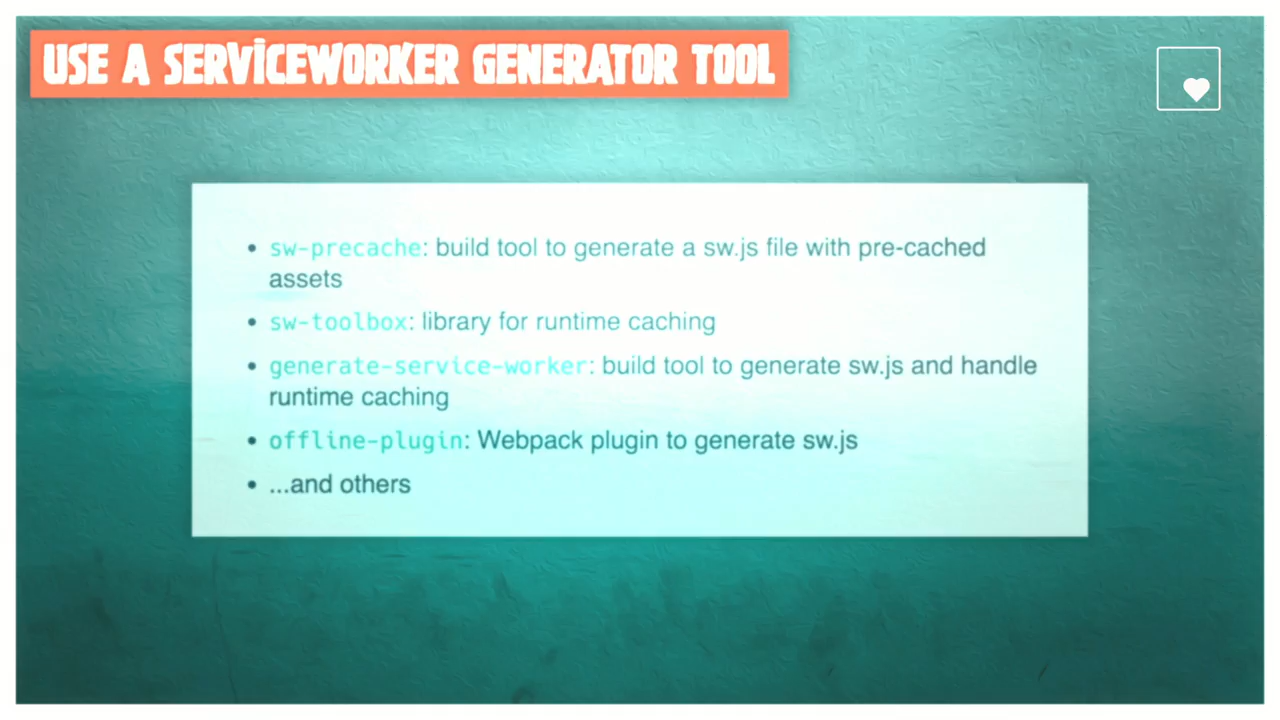 USE A SERVICEWORKER GENERATOR TOOL
• sw-precache: build tool to generate a sw.js file with pre-cached
assets
• sw-toolbox: library for runtime caching
• generate-service-worker: build tool to generate sw.js and handle
runtime caching
• offline-plugin: Webpack plugin to generate sw.js
• ...and others